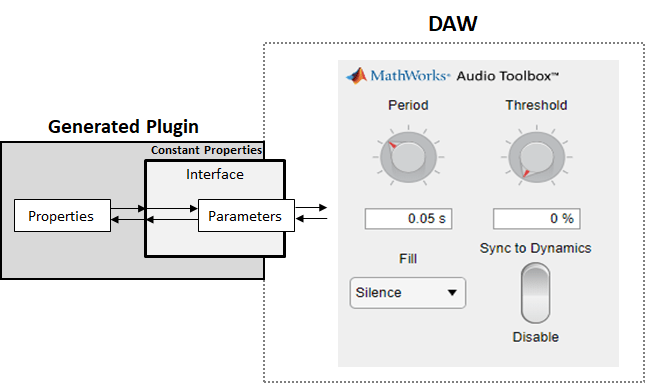 DAW
MathWorks® Audio Toolbox™
Period
Threshold
Generated Plugin
Constant Properties
Interface
Properties
Parameters
0.05 s
0 %
Fill
Sync to Dynamics
Silence
Disable